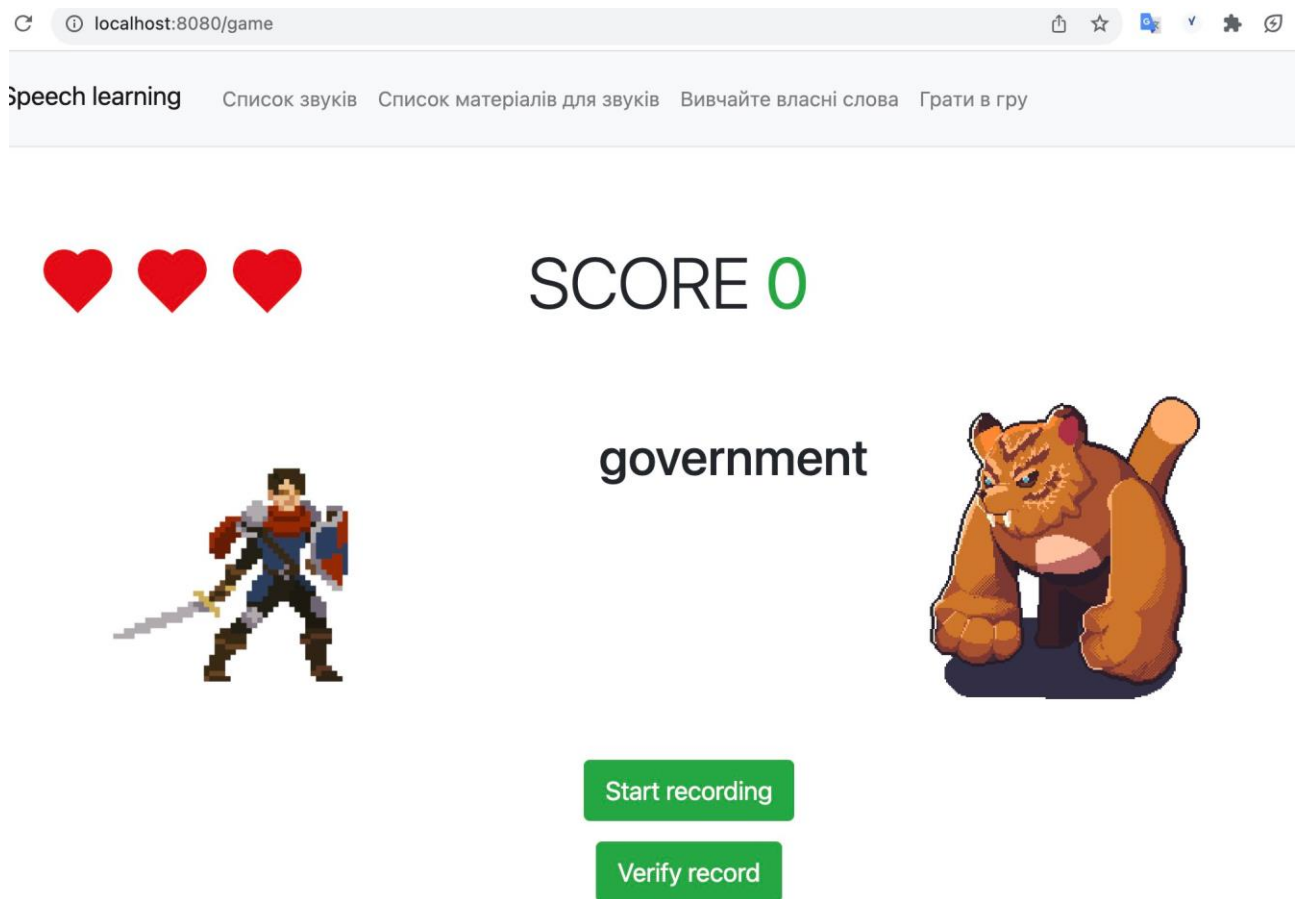 localhost:8080/game
Speech learning Список звуків Список матеріалів для звуків Вивчайте власні слова Грати в гру
SCORE 0
government
Start recording
Verify record